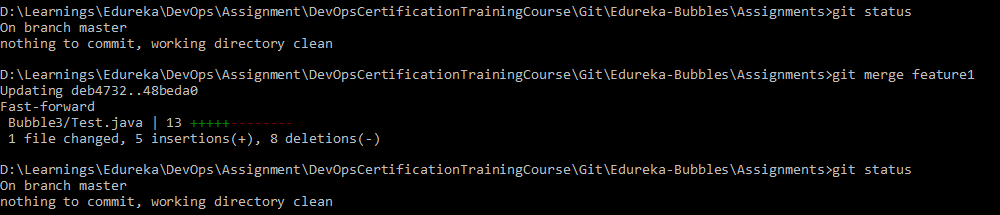 D:\Learnings\Edureka\DevOps\Assignment\DevOpsCertificationTrainingCourse\Git\Edureka-Bubbles\Assignments>git status
On branch master
nothing to commit, working directory clean
D:\Learnings\Edureka\DevOps\Assignment\DevOpsCertificationTrainingCourse\Git\Edureka-Bubbles\Assignments>git merge feature1
Updating deb4732..48beda0
Fast-forward
 Bubble3/Test.java | 13 +++++--------
 1 file changed, 5 insertions(+), 8 deletions(-)
D:\Learnings\Edureka\DevOps\Assignment\DevOpsCertificationTrainingCourse\Git\Edureka-Bubbles\Assignments>git status
On branch master
nothing to commit, working directory clean